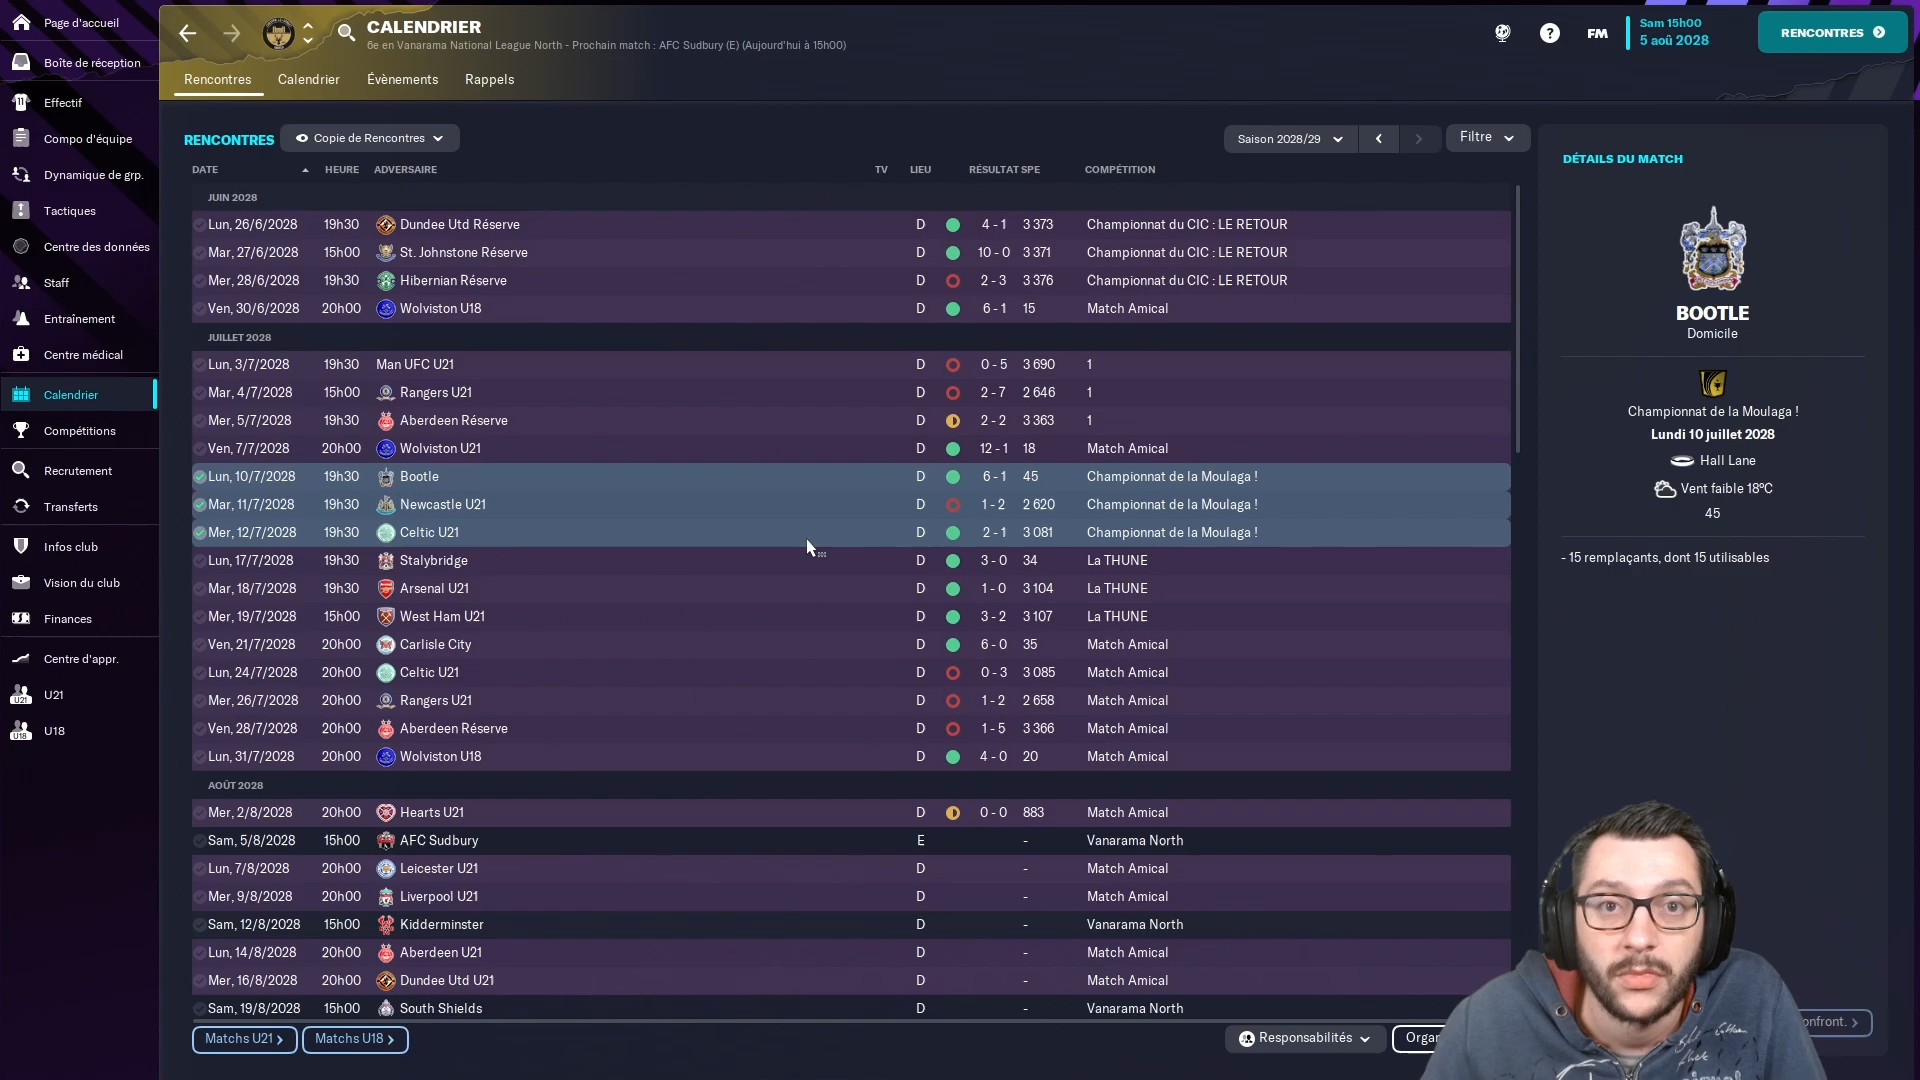 Page d'accueil
Boîte de réception
Effectif
Compo d'équipe
Dynamique de grp.
Tactiques
Centre des données
Staff
Entraînement
Centre médical
Calendrier
Compétitions
Recrutement
Transferts
Infos club
Vision du club
Finances
Centre d'appr.
U21
U18
CALENDRIER
6e en Vanarama National League North - Prochain match : AFC Sudbury (E) (Aujourd'hui à 15h00)
FM
Sam 15h00
5 aoû 2028
RENCONTRES
Rencontres Calendrier Évènements Rappels
RENCONTRES Copie de Rencontres
Saison 2028/29 Filtre
DATE HEURE ADVERSAIRE TV LIEU RÉSULTAT SPE COMPÉTITION
JUIN 2028
Lun, 26/6/2028 19h30 Dundee Utd Réserve D 4 - 1 3 373 Championnat du CIC : LE RETOUR
Mar, 27/6/2028 15h00 St. Johnstone Réserve D 10 - 0 3 371 Championnat du CIC : LE RETOUR
Mer, 28/6/2028 19h30 Hibernian Réserve D 2 - 3 3 376 Championnat du CIC : LE RETOUR
Ven, 30/6/2028 20h00 Wolviston U18 D 6 - 1 15 Match Amical
JUILLET 2028
Lun, 3/7/2028 19h30 Man UFC U21 D 0 - 5 3 690 1
Mar, 4/7/2028 15h00 Rangers U21 D 2 - 7 2 646 1
Mer, 5/7/2028 19h30 Aberdeen Réserve D 2 - 2 3 363 1
Ven, 7/7/2028 20h00 Wolviston U21 D 12 - 1 18 Match Amical
Lun, 10/7/2028 19h30 Bootle D 6 - 1 45 Championnat de la Moulaga !
Mar, 11/7/2028 19h30 Newcastle U21 D 1 - 2 2 620 Championnat de la Moulaga !
Mer, 12/7/2028 19h30 Celtic U21 D 2 - 1 3 081 Championnat de la Moulaga !
Lun, 17/7/2028 19h30 Stalybridge D 3 - 0 34 La THUNE
Mar, 18/7/2028 19h30 Arsenal U21 D 1 - 0 3 104 La THUNE
Mer, 19/7/2028 15h00 West Ham U21 D 3 - 2 3 107 La THUNE
Ven, 21/7/2028 20h00 Carlisle City D 6 - 0 35 Match Amical
Lun, 24/7/2028 20h00 Celtic U21 D 0 - 3 3 085 Match Amical
Mer, 26/7/2028 20h00 Rangers U21 D 1 - 2 2 658 Match Amical
Ven, 28/7/2028 20h00 Aberdeen Réserve D 1 - 5 3 366 Match Amical
Lun, 31/7/2028 20h00 Wolviston U18 D 4 - 0 20 Match Amical
AOÛT 2028
Mer, 2/8/2028 20h00 Hearts U21 D 0 - 0 883 Match Amical
Sam, 5/8/2028 15h00 AFC Sudbury E - Vanarama North
Lun, 7/8/2028 20h00 Leicester U21 D - Match Amical
Mer, 9/8/2028 20h00 Liverpool U21 D - Match Amical
Sam, 12/8/2028 15h00 Kidderminster D - Vanarama North
Lun, 14/8/2028 20h00 Aberdeen U21 D - Match Amical
Mer, 16/8/2028 20h00 Dundee Utd U21 D - Match Amical
Sam, 19/8/2028 15h00 South Shields D - Vanarama North
Matchs U21 Matchs U18 Responsabilités Organ
DÉTAILS DU MATCH
BOOTLE
Domicile
Championnat de la Moulaga !
Lundi 10 juillet 2028
Hall Lane
Vent faible 18ºC
45
- 15 remplaçants, dont 15 utilisables
onfront.